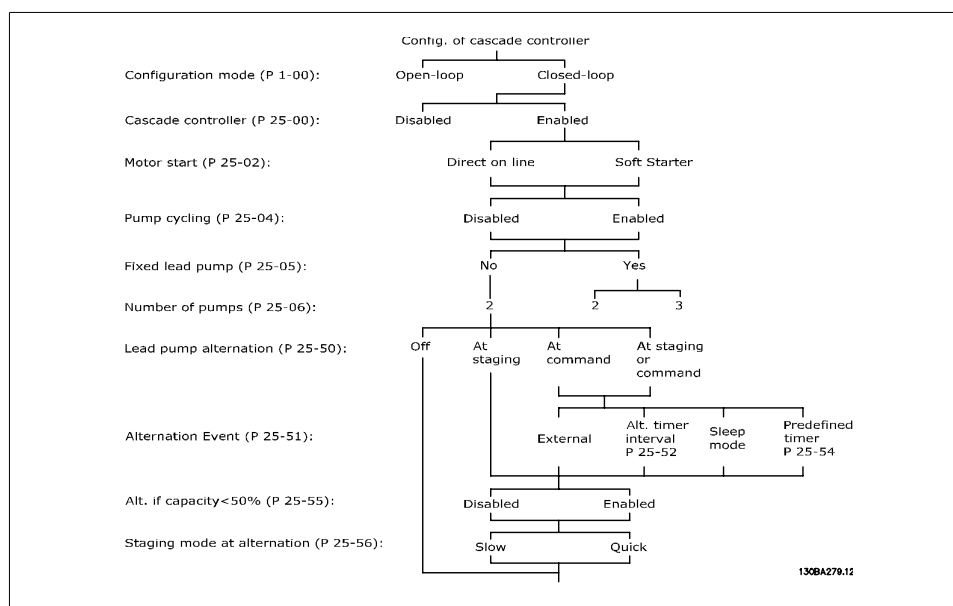 Config. of cascade controller
Configuration mode (P 1-00): Open-loop Closed-loop
Cascade controller (P 25-00): Disabled Enabled
Motor start (P 25-02): Direct on line Soft Starter
Pump cycling (P 25-04): Disabled Enabled
Fixed lead pump (P 25-05): No Yes
Number of pumps (P 25-06): 2 2 3
Lead pump alternation (P 25-50): Off At staging At command At staging or command
Alternation Event (P 25-51): External Alt. timer interval P 25-52 Sleep mode Predefined timer P 25-54
Alt. if capacity<50% (P 25-55): Disabled Enabled
Staging mode at alternation (P 25-56): Slow Quick
130BA279.12